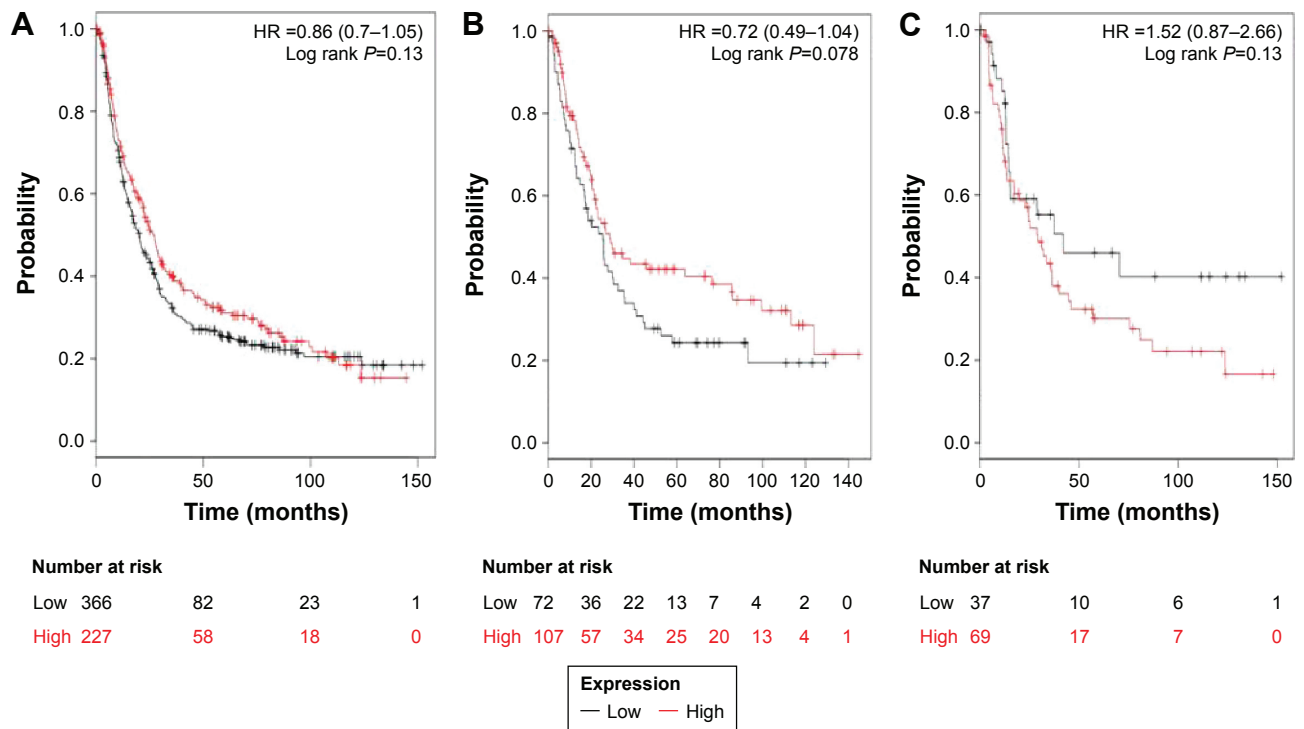 A
HR =0.86 (0.7–1.05)
Log rank P=0.13
Probability
1.0
0.8
0.6
0.4
0.2
0.0
0 50 100 150
Time (months)
Number at risk
Low 366 82 23 1
High 227 58 18 0
B
HR =0.72 (0.49–1.04)
Log rank P=0.078
Probability
1.0
0.8
0.6
0.4
0.2
0.0
0 20 40 60 80 100 120 140
Time (months)
Number at risk
Low 72 36 22 13 7 4 2 0
High 107 57 34 25 20 13 4 1
C
HR =1.52 (0.87–2.66)
Log rank P=0.13
Probability
1.0
0.8
0.6
0.4
0.2
0.0
0 50 100 150
Time (months)
Number at risk
Low 37 10 6 1
High 69 17 7 0
Expression
Low High